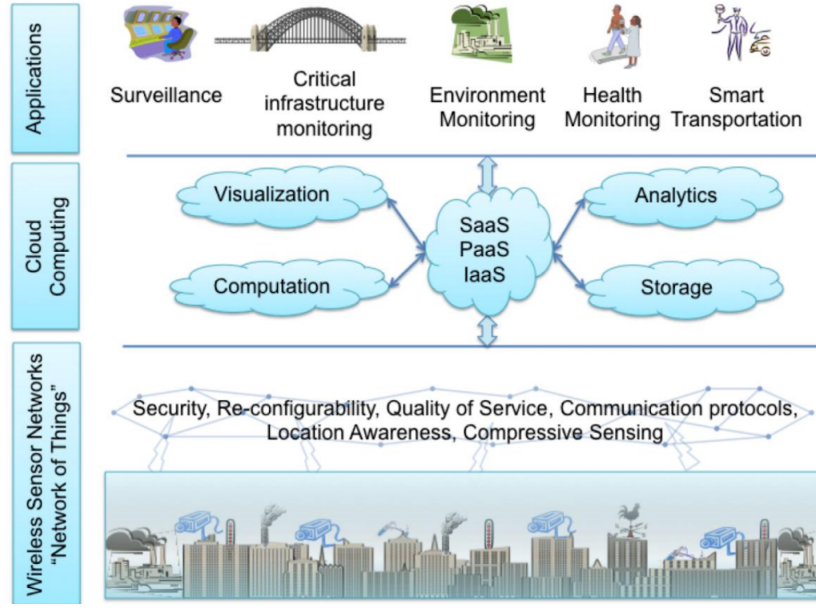 Applications
Surveillance
Critical
infrastructure
monitoring
Environment
Monitoring
Health
Monitoring
Smart
Transportation
Cloud
Computing
Visualization
Computation
SaaS
PaaS
IaaS
Analytics
Storage
Wireless Sensor Networks
“Network of Things”
Security, Re-configurability, Quality of Service, Communication protocols,
Location Awareness, Compressive Sensing